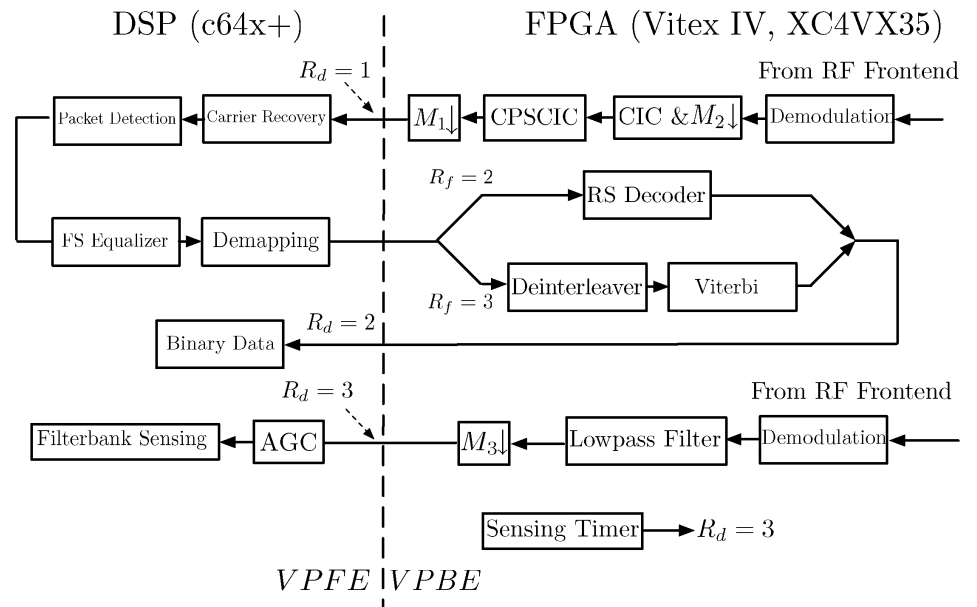 DSP (c64x+)
FPGA (Vitex IV, XC4VX35)
R_d = 1
From RF Frontend
Packet Detection
Carrier Recovery
M_1↓
CPSCIC
CIC &M_2↓
Demodulation
R_f = 2
RS Decoder
FS Equalizer
Demapping
R_f = 3
Deinterleaver
Viterbi
R_d = 2
Binary Data
R_d = 3
From RF Frontend
Filterbank Sensing
AGC
M_3↓
Lowpass Filter
Demodulation
Sensing Timer
R_d = 3
VPFE
VPBE